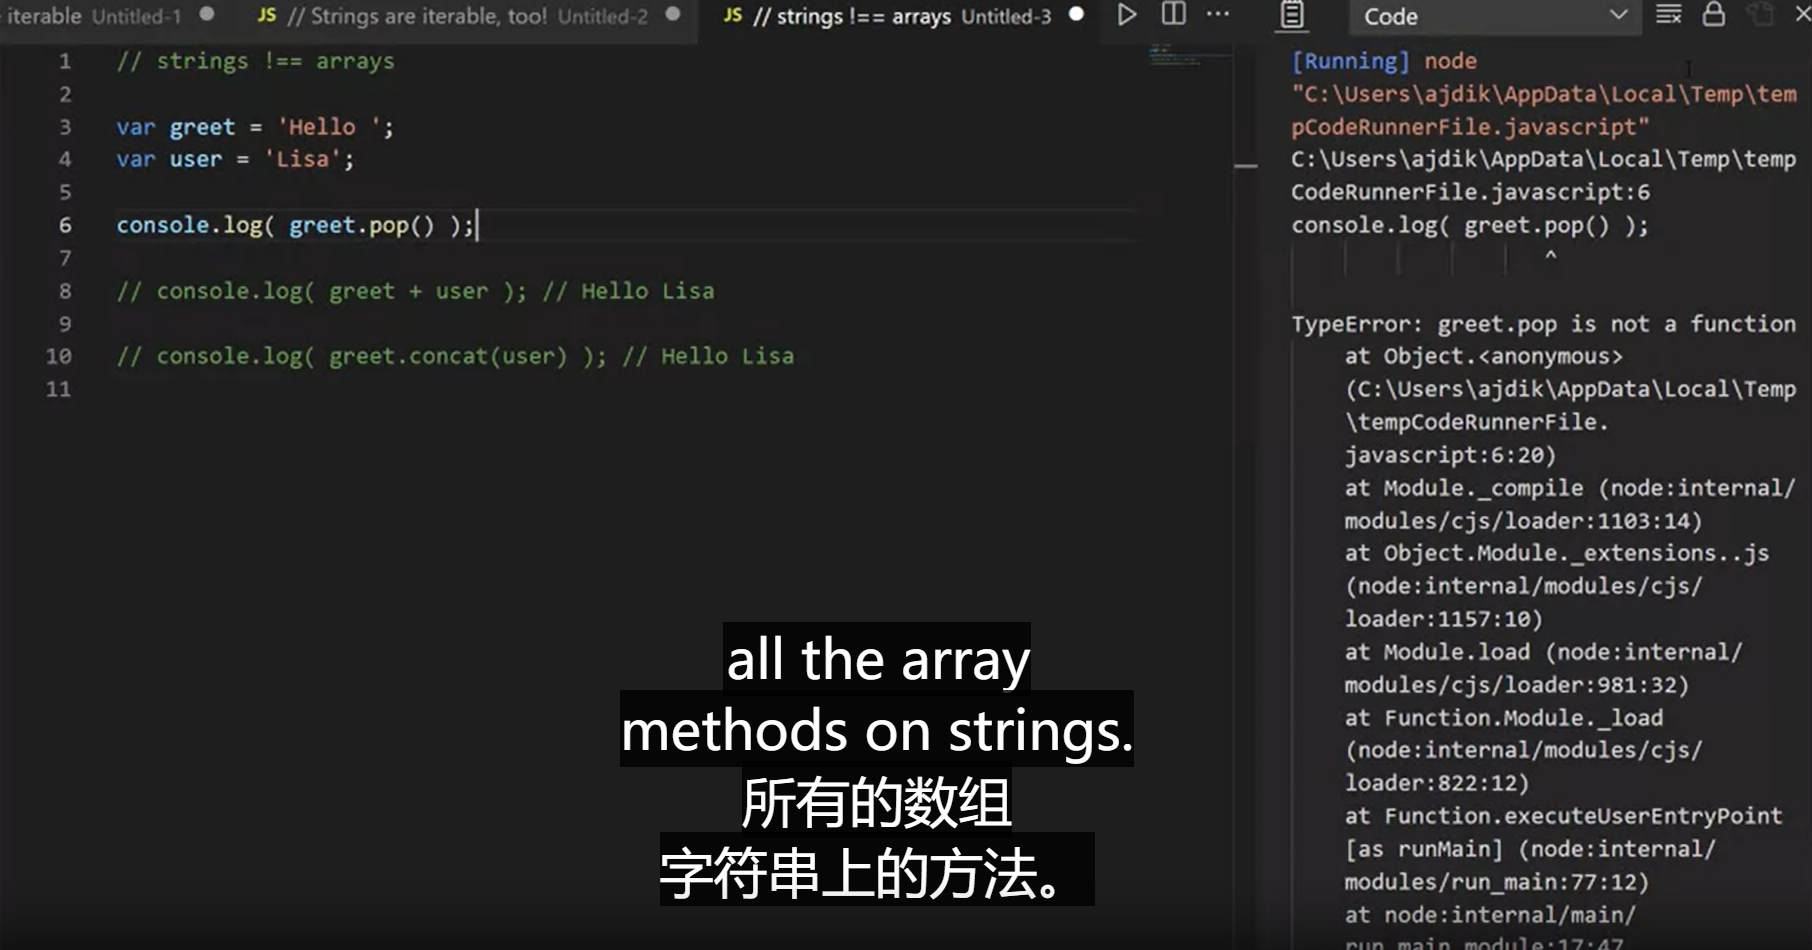 iterable Untitled-1
JS // Strings are iterable, too! Untitled-2
JS // strings !== arrays Untitled-3
Code
1 // strings !== arrays
2
3 var greet = 'Hello ';
4 var user = 'Lisa';
5
6 console.log( greet.pop() );
7
8 // console.log( greet + user ); // Hello Lisa
9
10 // console.log( greet.concat(user) ); // Hello Lisa
11
[Running] node
"C:\Users\ajdik\AppData\Local\Temp\tem
pCodeRunnerFile.javascript"
C:\Users\ajdik\AppData\Local\Temp\temp
CodeRunnerFile.javascript:6
console.log( greet.pop() );
^
TypeError: greet.pop is not a function
at Object.<anonymous>
(C:\Users\ajdik\AppData\Local\Temp
\tempCodeRunnerFile.
javascript:6:20)
at Module._compile (node:internal/
modules/cjs/loader:1103:14)
at Object.Module._extensions..js
(node:internal/modules/cjs/
loader:1157:10)
at Module.load (node:internal/
modules/cjs/loader:981:32)
at Function.Module._load
(node:internal/modules/cjs/
loader:822:12)
at Function.executeUserEntryPoint
[as runMain] (node:internal/
modules/run_main:77:12)
at node:internal/main/
run_main_module:17:47
all the array
methods on strings.
所有的数组
字符串上的方法。